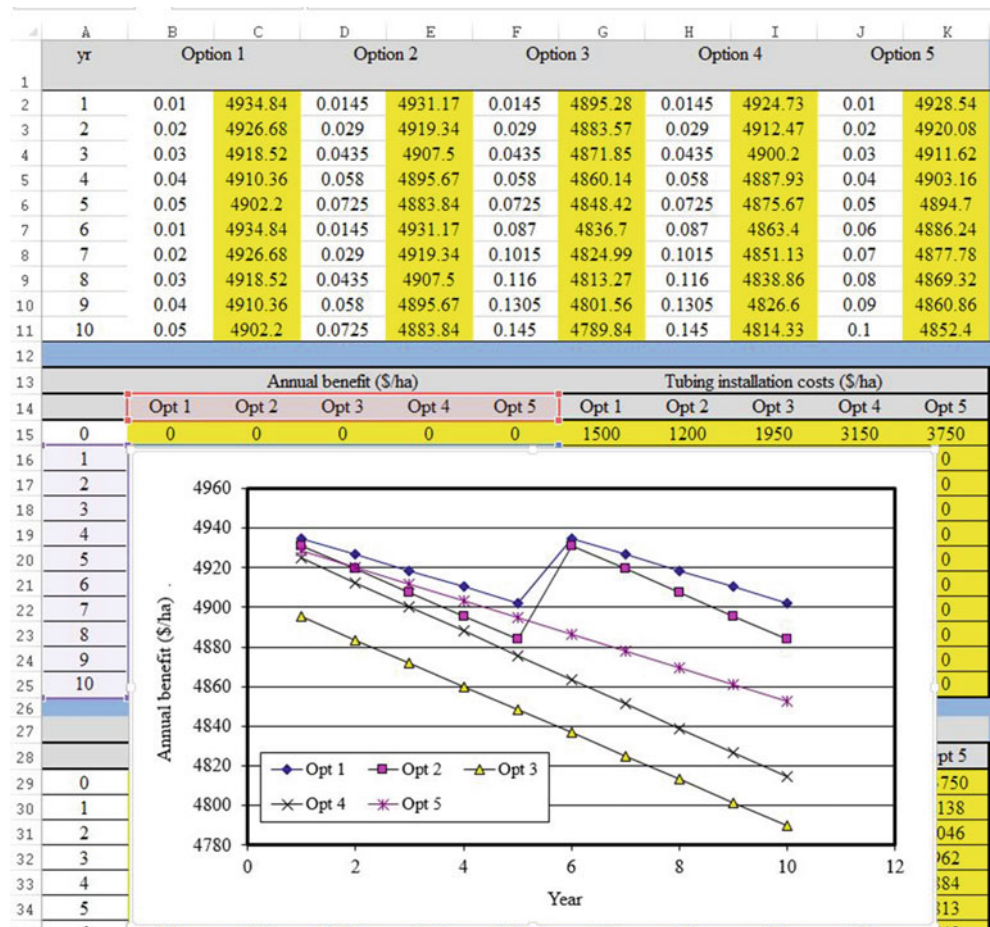 A B C D E F G H I J K
1 yr Option 1 Option 2 Option 3 Option 4 Option 5
2 1 0.01 4934.84 0.0145 4931.17 0.0145 4895.28 0.0145 4924.73 0.01 4928.54
3 2 0.02 4926.68 0.029 4919.34 0.029 4883.57 0.029 4912.47 0.02 4920.08
4 3 0.03 4918.52 0.0435 4907.5 0.0435 4871.85 0.0435 4900.2 0.03 4911.62
5 4 0.04 4910.36 0.058 4895.67 0.058 4860.14 0.058 4887.93 0.04 4903.16
6 5 0.05 4902.2 0.0725 4883.84 0.0725 4848.42 0.0725 4875.67 0.05 4894.7
7 6 0.01 4934.84 0.0145 4931.17 0.087 4836.7 0.087 4863.4 0.06 4886.24
8 7 0.02 4926.68 0.029 4919.34 0.1015 4824.99 0.1015 4851.13 0.07 4877.78
9 8 0.03 4918.52 0.0435 4907.5 0.116 4813.27 0.116 4838.86 0.08 4869.32
10 9 0.04 4910.36 0.058 4895.67 0.1305 4801.56 0.1305 4826.6 0.09 4860.86
11 10 0.05 4902.2 0.0725 4883.84 0.145 4789.84 0.145 4814.33 0.1 4852.4
12
13 Annual benefit ($/ha) Tubing installation costs ($/ha)
14 Opt 1 Opt 2 Opt 3 Opt 4 Opt 5 Opt 1 Opt 2 Opt 3 Opt 4 Opt 5
15 0 0 0 0 0 0 1500 1200 1950 3150 3750
16 1 0
17 2 0
18 3 0
19 4 0
20 5 0
21 6 0
22 7 0
23 8 0
24 9 0
25 10 0
26
27
28 pt 5
29 0 750
30 1 138
31 2 046
32 3 962
33 4 884
34 5 813
4960
4940
4920
4900
4880
4860
4840
4820
4800
4780
Annual benefit ($/ha)
Opt 1 Opt 2 Opt 3
Opt 4 Opt 5
0 2 4 6 8 10 12
Year